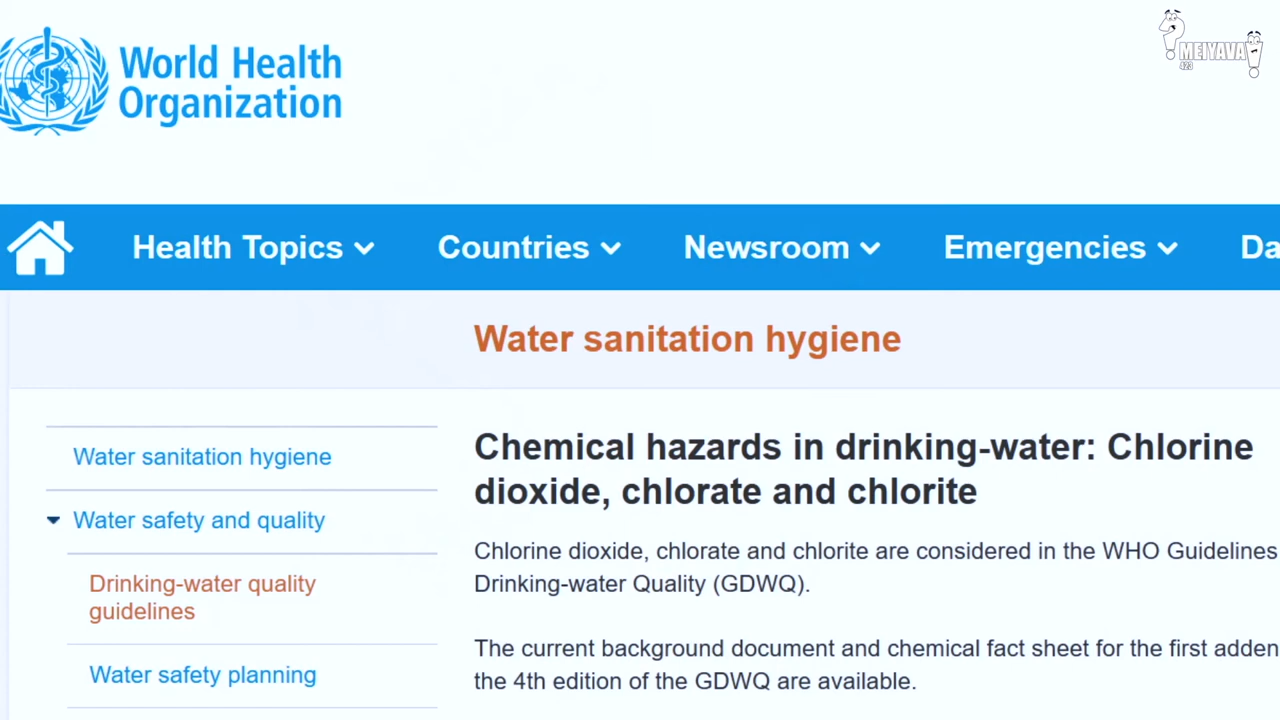 World Health
Organization
MEIYAVA
423
Health Topics
Countries
Newsroom
Emergencies
Da
Water sanitation hygiene
Water sanitation hygiene
Water safety and quality
Drinking-water quality
guidelines
Water safety planning
Chemical hazards in drinking-water: Chlorine
dioxide, chlorate and chlorite
Chlorine dioxide, chlorate and chlorite are considered in the WHO Guidelines
Drinking-water Quality (GDWQ).
The current background document and chemical fact sheet for the first adden
the 4th edition of the GDWQ are available.